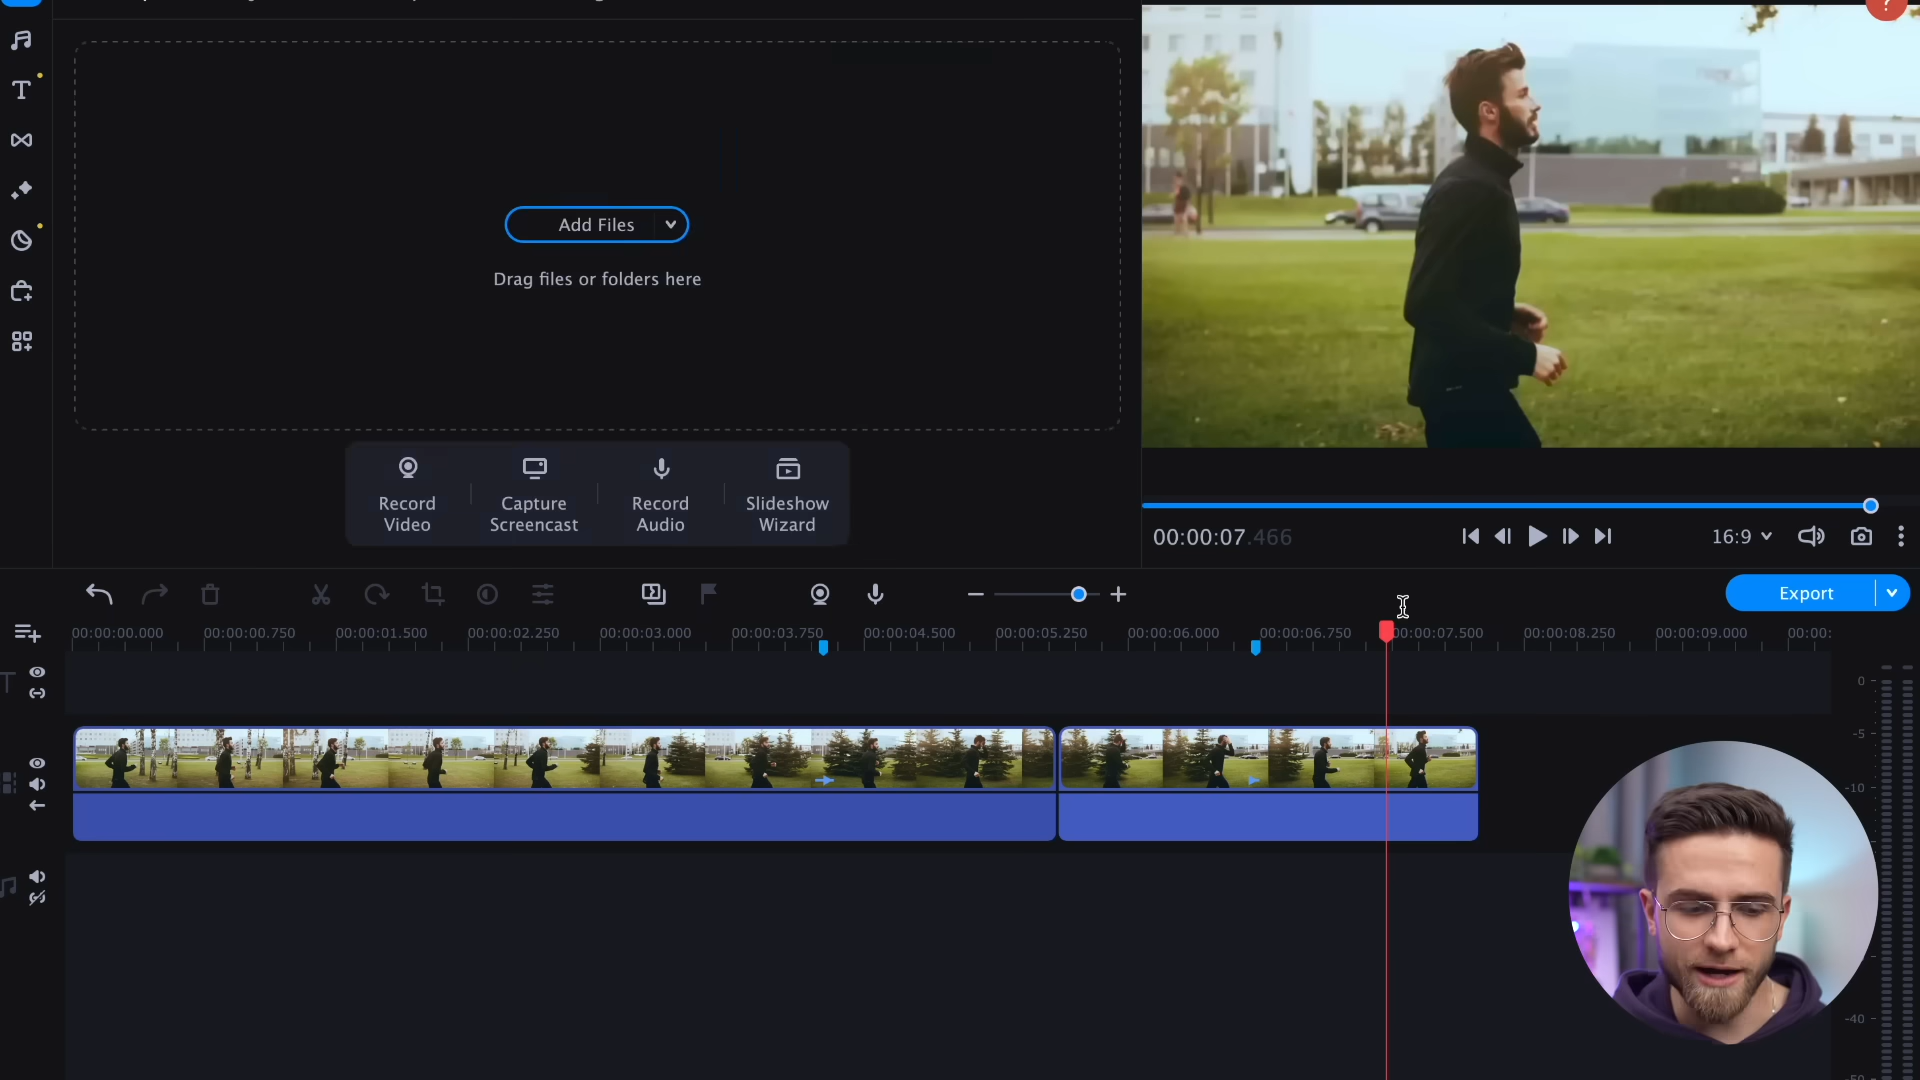 ?
T
Add Files
Drag files or folders here
Record Video
Capture Screencast
Record Audio
Slideshow Wizard
00:00:07.466
16:9
Export
00:00:00.000 00:00:00.750 00:00:01.500 00:00:02.250 00:00:03.000 00:00:03.750 00:00:04.500 00:00:05.250 00:00:06.000 00:00:06.750 00:00:07.500 00:00:08.250 00:00:09.000 00:00:
T
0
-5
-10
-40